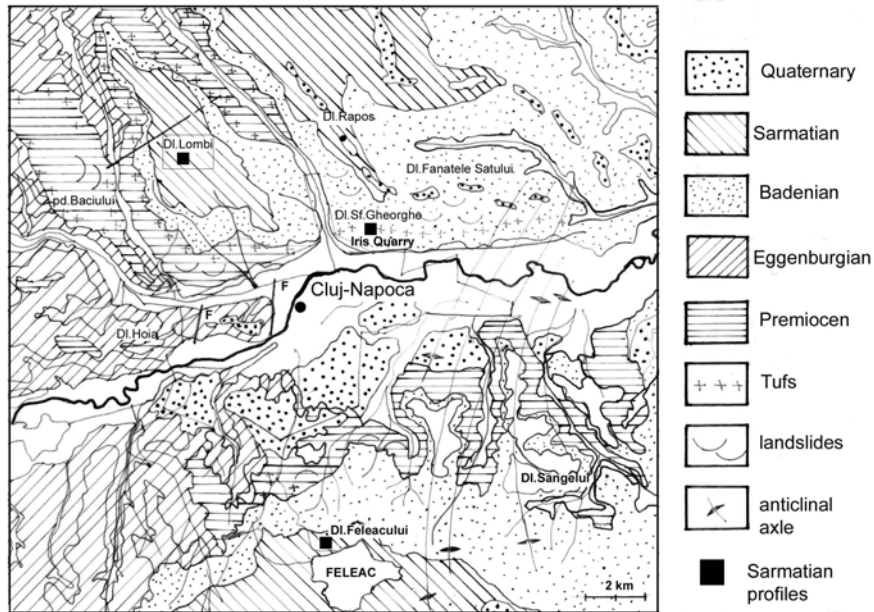 Dl.Rapos
Dl.Lombi
Dl.Fanatele Satului
pd.Baciului
Dl.Sf.Gheorghe
Iris Quarry
F
Cluj-Napoca
F
Dl.Hoia
Dl.Sangelui
Dl.Feleacului
FELEAC
2 km
Quaternary
Sarmatian
Badenian
Eggenburgian
Premiocen
Tufs
landslides
anticlinal
axle
Sarmatian
profiles